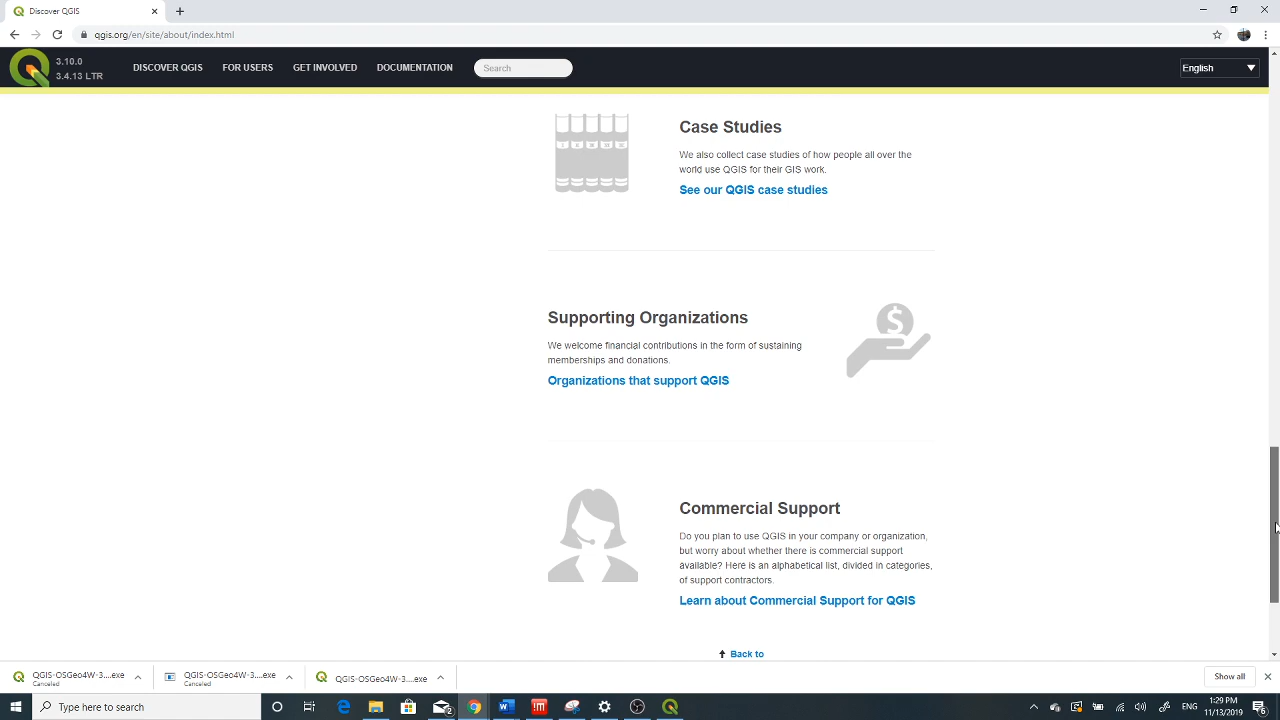 Discover QGIS
qgis.org/en/site/about/index.html
3.10.0
3.4.13 LTR
DISCOVER QGIS
FOR USERS
GET INVOLVED
DOCUMENTATION
Search
English
Case Studies
We also collect case studies of how people all over the
world use QGIS for their GIS work.
See our QGIS case studies
Supporting Organizations
We welcome financial contributions in the form of sustaining
memberships and donations.
Organizations that support QGIS
$
Commercial Support
Do you plan to use QGIS in your company or organization,
but worry about whether there is commercial support
available? Here is an alphabetical list, divided in categories,
of support contractors.
Learn about Commercial Support for QGIS
Back to
QGIS-OSGeo4W-3....exe
Canceled
QGIS-OSGeo4W-3....exe
Canceled
QGIS-OSGeo4W-3....exe
Show all
Type here to search
ENG
1:29 PM
11/13/2019